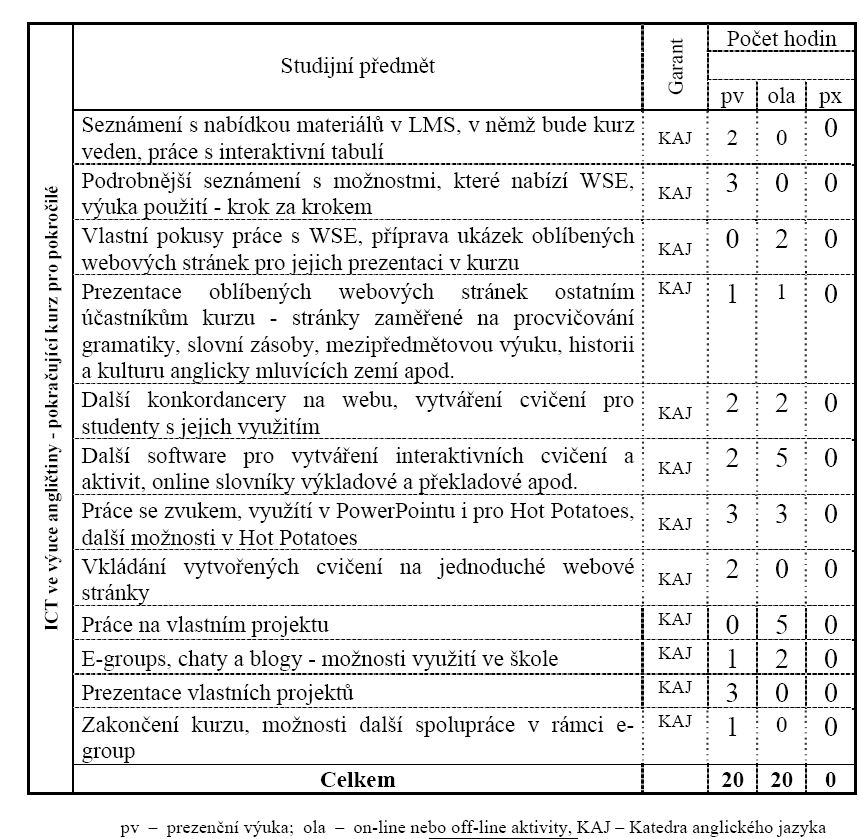 Studijní předmět Garant Počet hodin
pv ola px
ICT ve výuce angličtiny - pokračující kurz pro pokročilé
Seznámení s nabídkou materiálů v LMS, v němž bude kurz
veden, práce s interaktivní tabulí KAJ 2 0 0
Podrobnější seznámení s možnostmi, které nabízí WSE,
výuka použití - krok za krokem KAJ 3 0 0
Vlastní pokusy práce s WSE, příprava ukázek oblíbených
webových stránek pro jejich prezentaci v kurzu KAJ 0 2 0
Prezentace oblíbených webových stránek ostatním KAJ 1 1 0
účastníkům kurzu - stránky zaměřené na procvičování
gramatiky, slovní zásoby, mezipředmětovou výuku, historii
a kulturu anglicky mluvících zemí apod.
Další konkordancery na webu, vytváření cvičení pro
studenty s jejich využitím KAJ 2 2 0
Další software pro vytváření interaktivních cvičení a
aktivit, online slovníky výkladové a překladové apod. KAJ 2 5 0
Práce se zvukem, využítí v PowerPointu i pro Hot Potatoes,
další možnosti v Hot Potatoes KAJ 3 3 0
Vkládání vytvořených cvičení na jednoduché webové
stránky KAJ 2 0 0
Práce na vlastním projektu KAJ 0 5 0
E-groups, chaty a blogy - možnosti využití ve škole KAJ 1 2 0
Prezentace vlastních projektů KAJ 3 0 0
Zakončení kurzu, možnosti další spolupráce v rámci e- KAJ 1 0 0
group
Celkem 20 20 0
pv – prezenční výuka; ola – on-line nebo off-line aktivity, KAJ – Katedra anglického jazyka